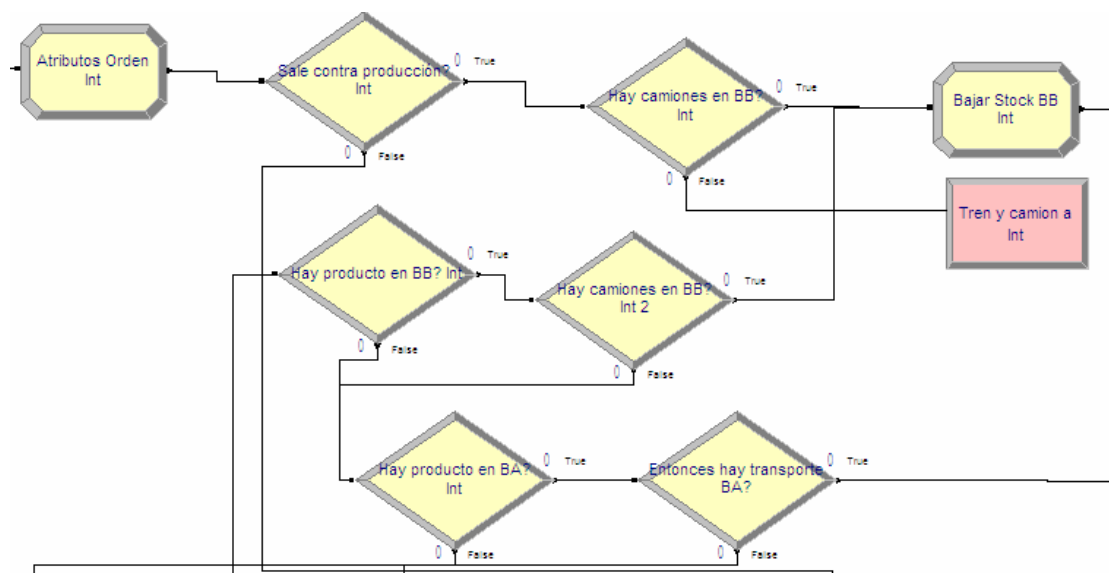 Atributos Orden
Int
Sale contra producción?
Int
0 True
0 False
Hay camiones en BB?
Int
0 True
0 False
Bajar Stock BB
Int
Tren y camion a
Int
Hay producto en BB? Int
0 True
0 False
Hay camiones en BB?
Int 2
0 True
0 False
Hay producto en BA?
Int
0 True
0 False
Entonces hay transporte
BA?
0 True
0 False